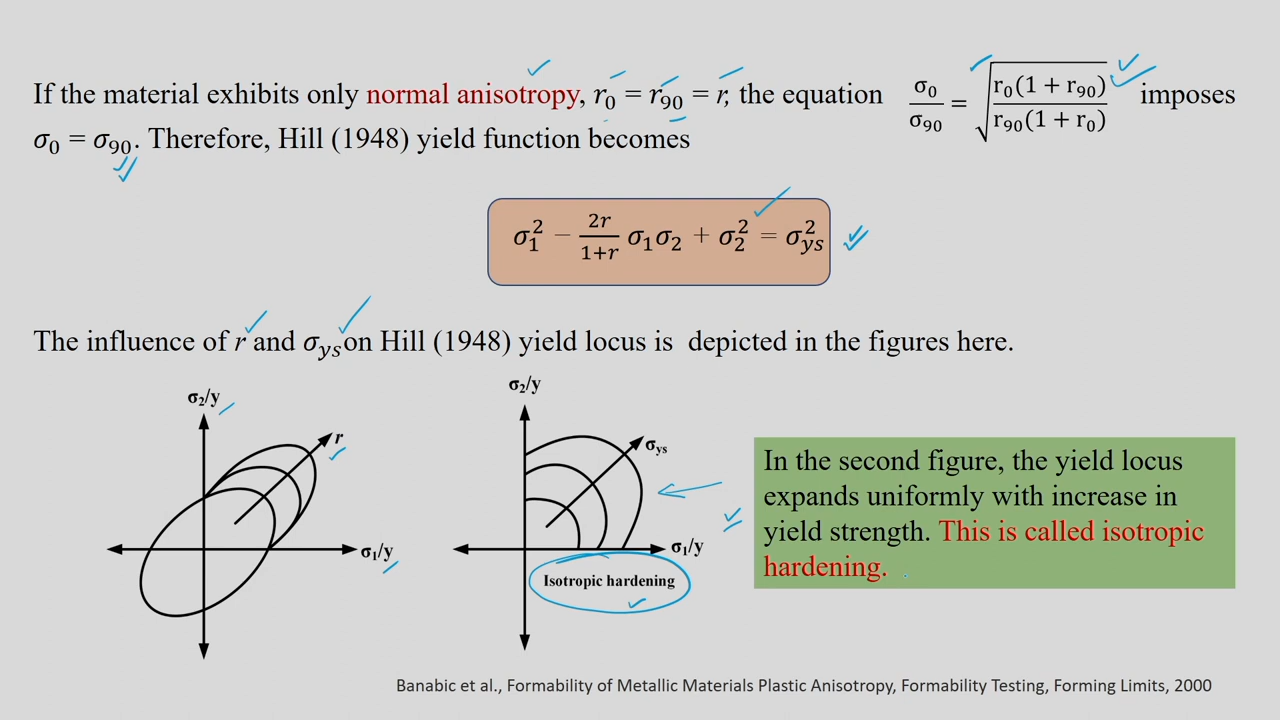 If the material exhibits only normal anisotropy, r₀ = r₉₀ = r, the equation σ₀/σ₉₀ = √(r₀(1 + r₉₀)/r₉₀(1 + r₀)) imposes
σ₀ = σ₉₀. Therefore, Hill (1948) yield function becomes
σ₁² − 2r/(1+r) σ₁σ₂ + σ₂² = σ²ys
The influence of r and σys on Hill (1948) yield locus is depicted in the figures here.
σ₂/y
r
σ₁/y
σ₂/y
σys
σ₁/y
Isotropic hardening
In the second figure, the yield locus
expands uniformly with increase in
yield strength. This is called isotropic
hardening.
Banabic et al., Formability of Metallic Materials Plastic Anisotropy, Formability Testing, Forming Limits, 2000